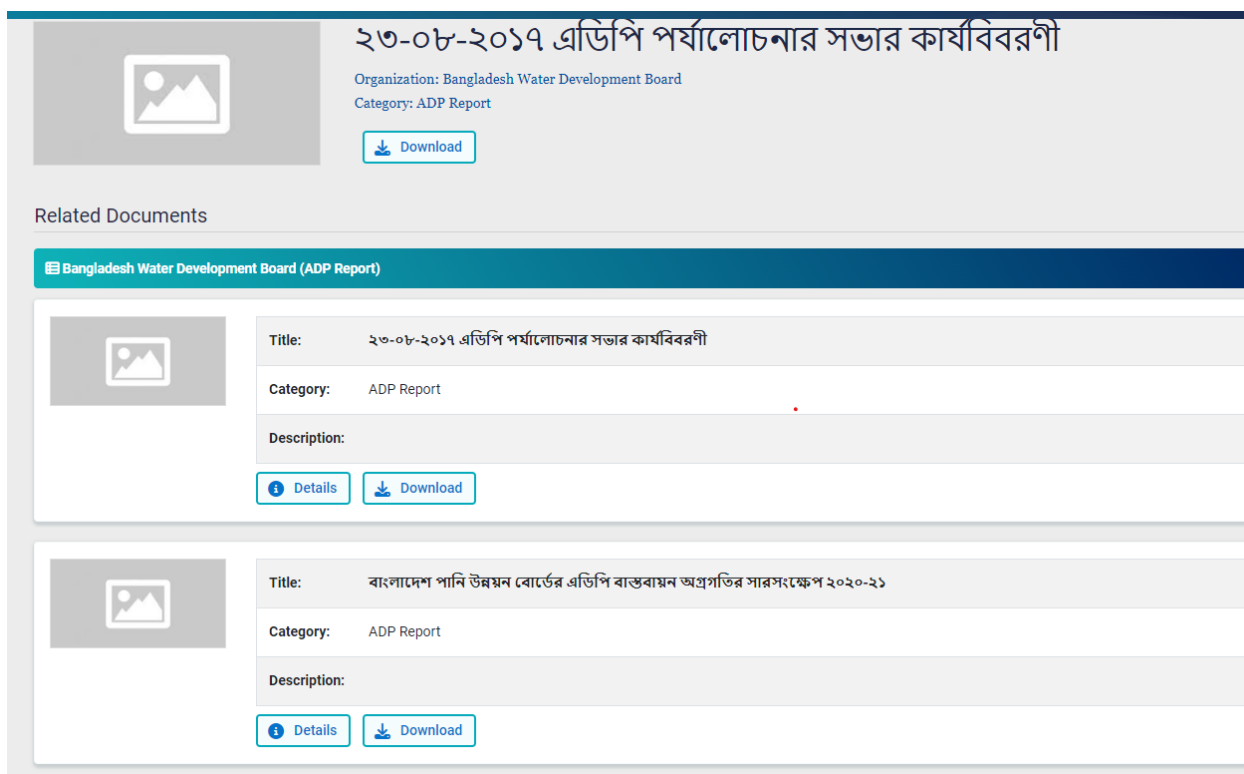 ২৩-০৮-২০১৭ এডিপি পর্যালোচনার সভার কার্যবিবরণী
Organization: Bangladesh Water Development Board
Category: ADP Report
Download
Related Documents
Bangladesh Water Development Board (ADP Report)
Title: ২৩-০৮-২০১৭ এডিপি পর্যালোচনার সভার কার্যবিবরণী
Category: ADP Report
Description:
Details Download
Title: বাংলাদেশ পানি উন্নয়ন বোর্ডের এডিপি বাস্তবায়ন অগ্রগতির সারসংক্ষেপ ২০২০-২১
Category: ADP Report
Description:
Details Download